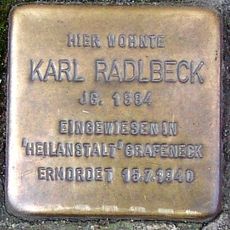 HIER WOHNTE
KARL RADLBECK
JG. 1884
EINGEWIESEN IN
'HEILANSTALT' GRAFENECK
ERMORDET 15.7.1940